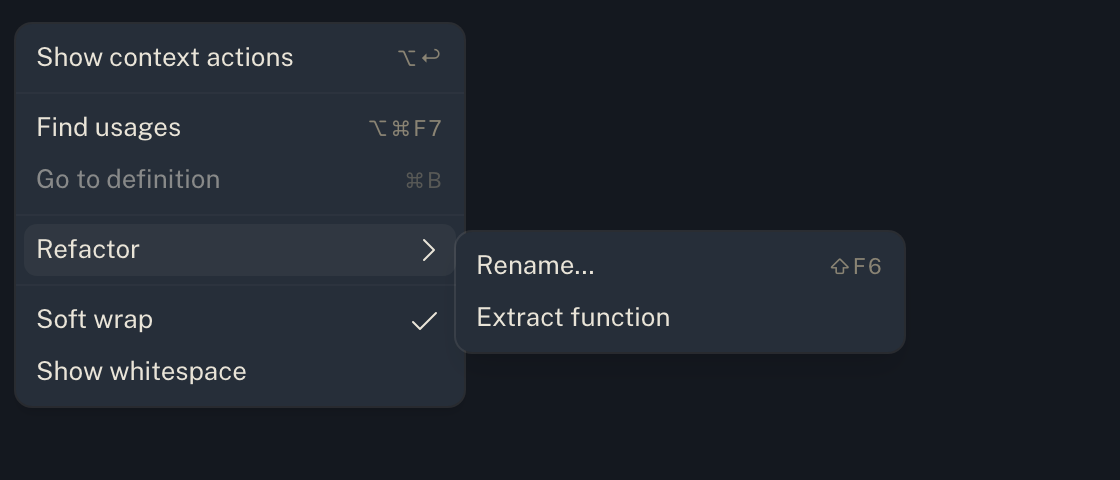 Show context actions ⌥↩
Find usages ⌥⌘F7
Go to definition ⌘B
Refactor
Rename... ⇧F6
Extract function
Soft wrap
Show whitespace